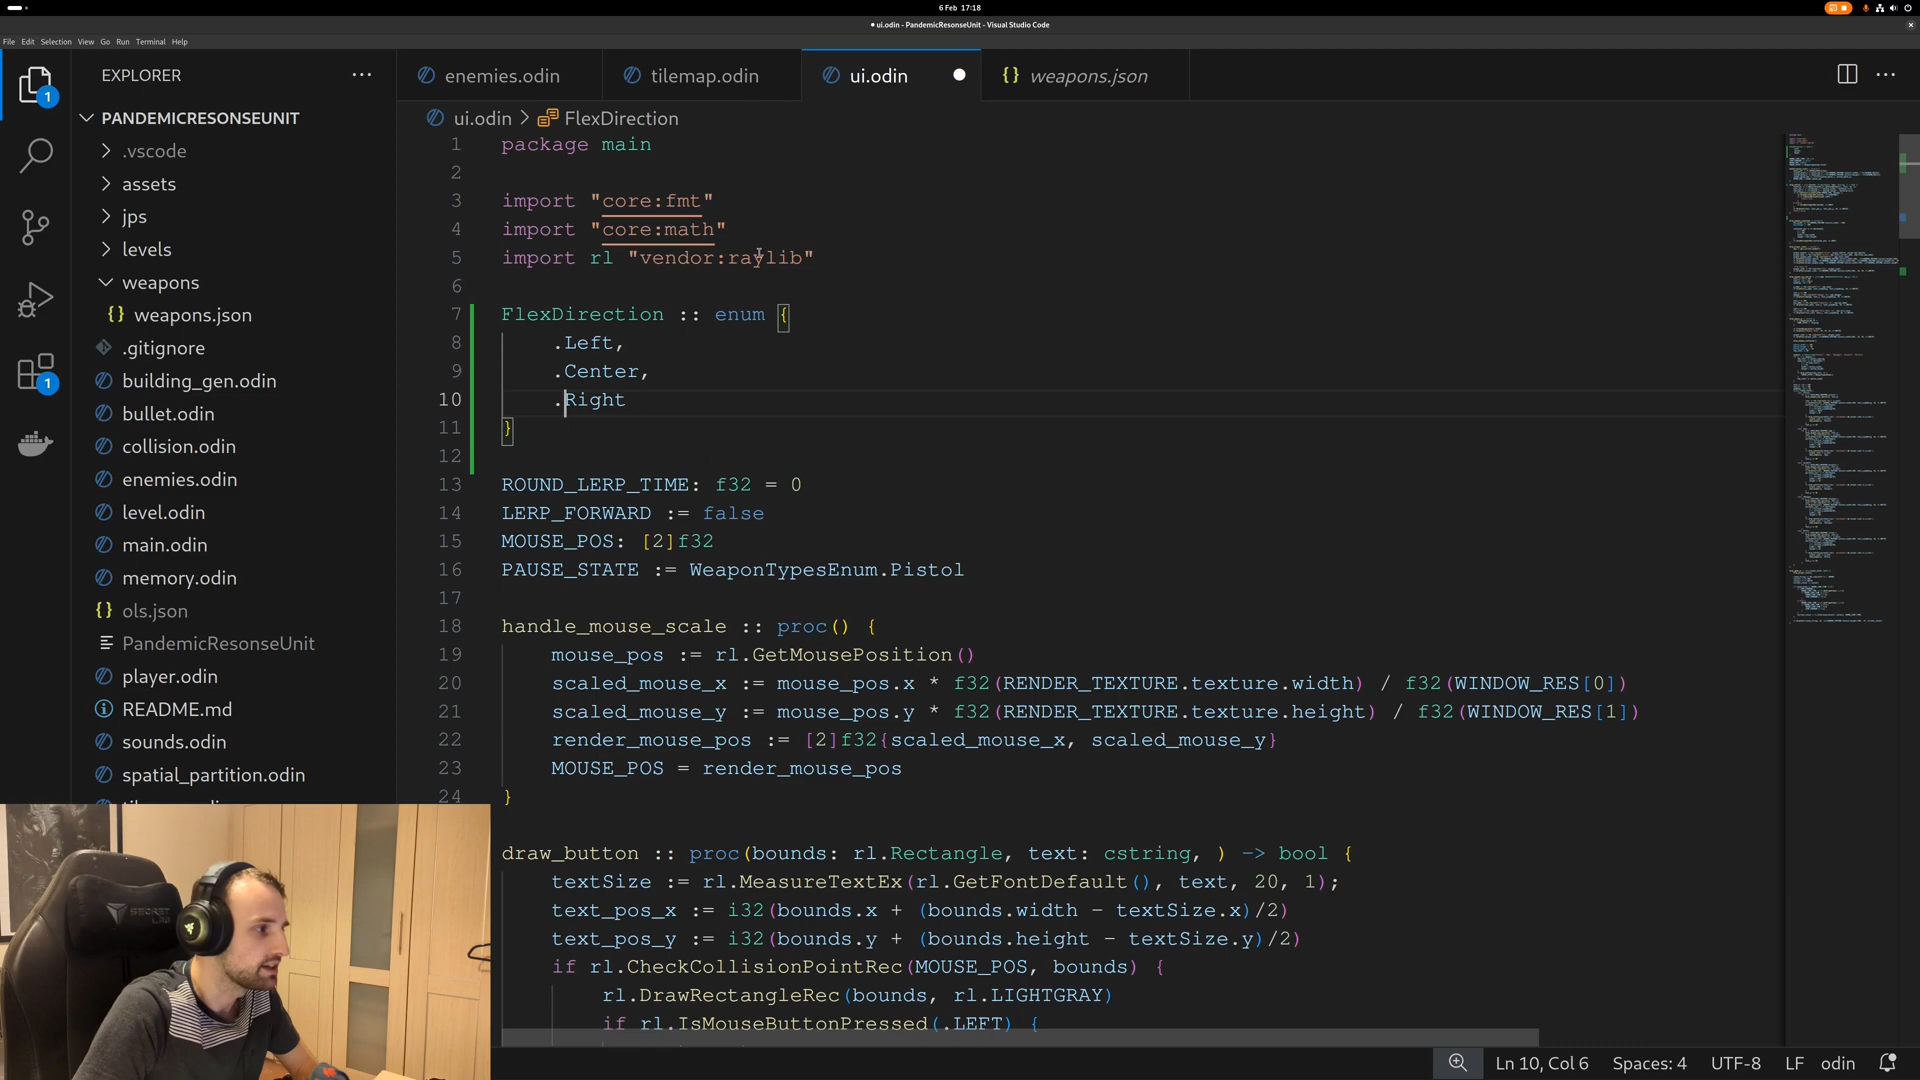 6 Feb 17:18
ui.odin - PandemicResonseUnit - Visual Studio Code
File Edit Selection View Go Run Terminal Help
EXPLORER
PANDEMICRESONSEUNIT
.vscode
assets
jps
levels
weapons
weapons.json
.gitignore
building_gen.odin
bullet.odin
collision.odin
enemies.odin
level.odin
main.odin
memory.odin
ols.json
PandemicResonseUnit
player.odin
README.md
sounds.odin
spatial_partition.odin
1
1
enemies.odin
tilemap.odin
ui.odin
weapons.json
ui.odin > FlexDirection
1 package main
2
3 import "core:fmt"
4 import "core:math"
5 import rl "vendor:raylib"
6
7 FlexDirection :: enum {
8 .Left,
9 .Center,
10 .Right
11 }
12
13 ROUND_LERP_TIME: f32 = 0
14 LERP_FORWARD := false
15 MOUSE_POS: [2]f32
16 PAUSE_STATE := WeaponTypesEnum.Pistol
17
18 handle_mouse_scale :: proc() {
19 mouse_pos := rl.GetMousePosition()
20 scaled_mouse_x := mouse_pos.x * f32(RENDER_TEXTURE.texture.width) / f32(WINDOW_RES[0])
21 scaled_mouse_y := mouse_pos.y * f32(RENDER_TEXTURE.texture.height) / f32(WINDOW_RES[1])
22 render_mouse_pos := [2]f32{scaled_mouse_x, scaled_mouse_y}
23 MOUSE_POS = render_mouse_pos
24 }
draw_button :: proc(bounds: rl.Rectangle, text: cstring, ) -> bool {
textSize := rl.MeasureTextEx(rl.GetFontDefault(), text, 20, 1);
text_pos_x := i32(bounds.x + (bounds.width - textSize.x)/2)
text_pos_y := i32(bounds.y + (bounds.height - textSize.y)/2)
if rl.CheckCollisionPointRec(MOUSE_POS, bounds) {
rl.DrawRectangleRec(bounds, rl.LIGHTGRAY)
if rl.IsMouseButtonPressed(.LEFT) {
SECRETLAB
Ln 10, Col 6 Spaces: 4 UTF-8 LF odin